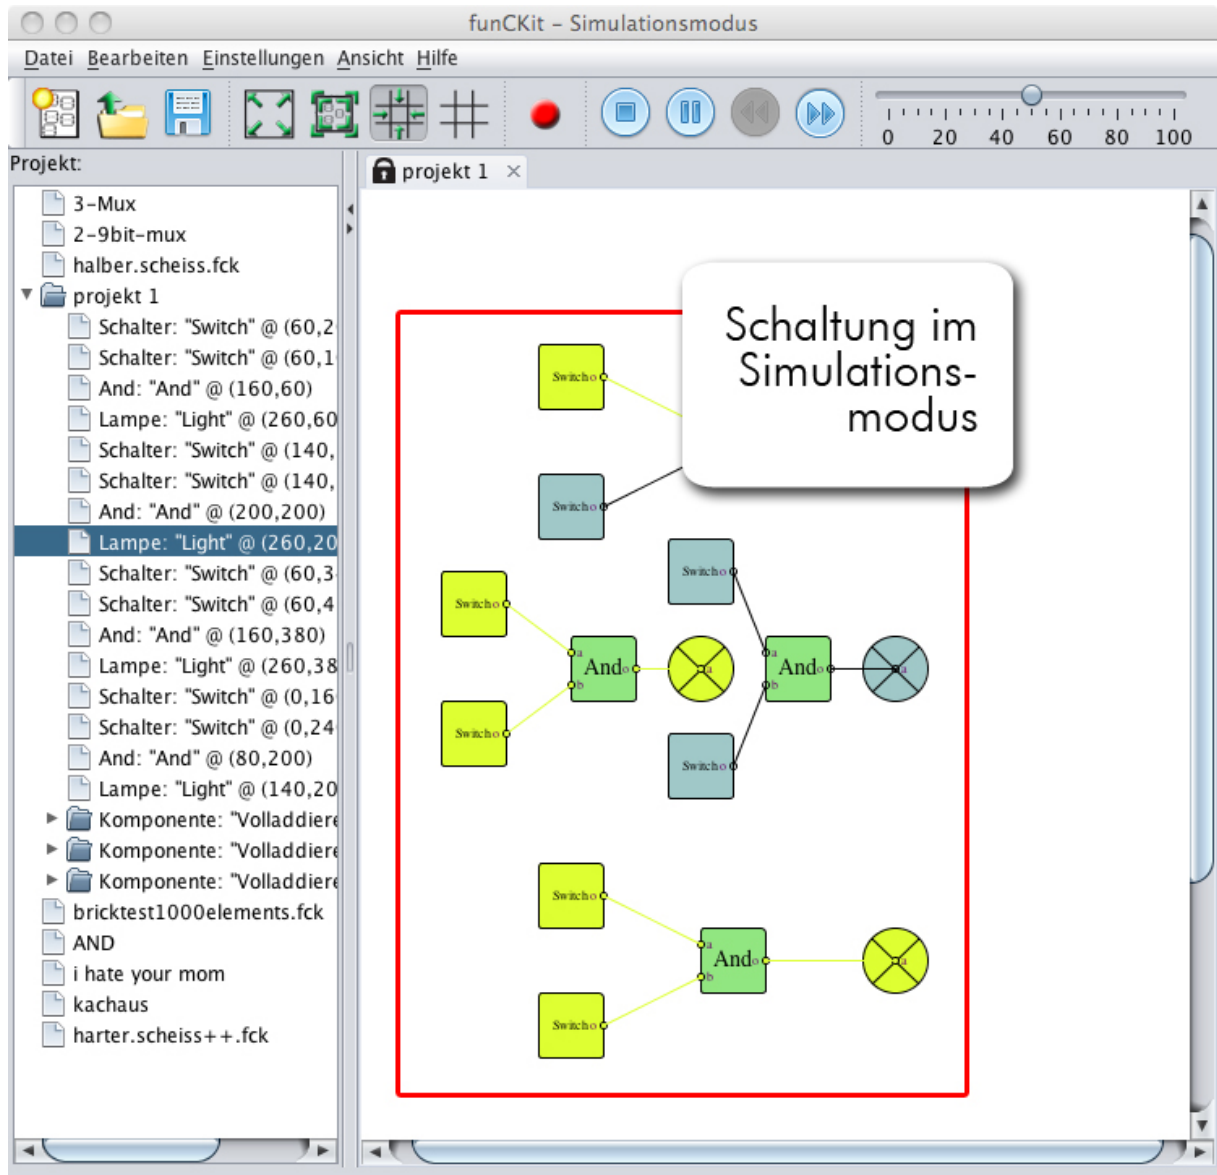 funCKit – Simulationsmodus
Datei Bearbeiten Einstellungen Ansicht Hilfe
0 20 40 60 80 100
Projekt:
projekt 1
3-Mux
2-9bit-mux
halber.scheiss.fck
projekt 1
Schalter: "Switch" @ (60,2
Schalter: "Switch" @ (60,1
And: "And" @ (160,60)
Lampe: "Light" @ (260,60
Schalter: "Switch" @ (140,
Schalter: "Switch" @ (140,
And: "And" @ (200,200)
Lampe: "Light" @ (260,20
Schalter: "Switch" @ (60,3
Schalter: "Switch" @ (60,4
And: "And" @ (160,380)
Lampe: "Light" @ (260,38
Schalter: "Switch" @ (0,16
Schalter: "Switch" @ (0,24
And: "And" @ (80,200)
Lampe: "Light" @ (140,20
Komponente: "Volladdiere
Komponente: "Volladdiere
Komponente: "Volladdiere
bricktest1000elements.fck
AND
i hate your mom
kachaus
harter.scheiss++.fck
Schaltung im
Simulations-
modus
Switch o
Switch o
Switch o
Switch o
a
And o
b
a
a
And o
b
a
Switch o
Switch o
Switch o
a
And o
b
a
Switch o